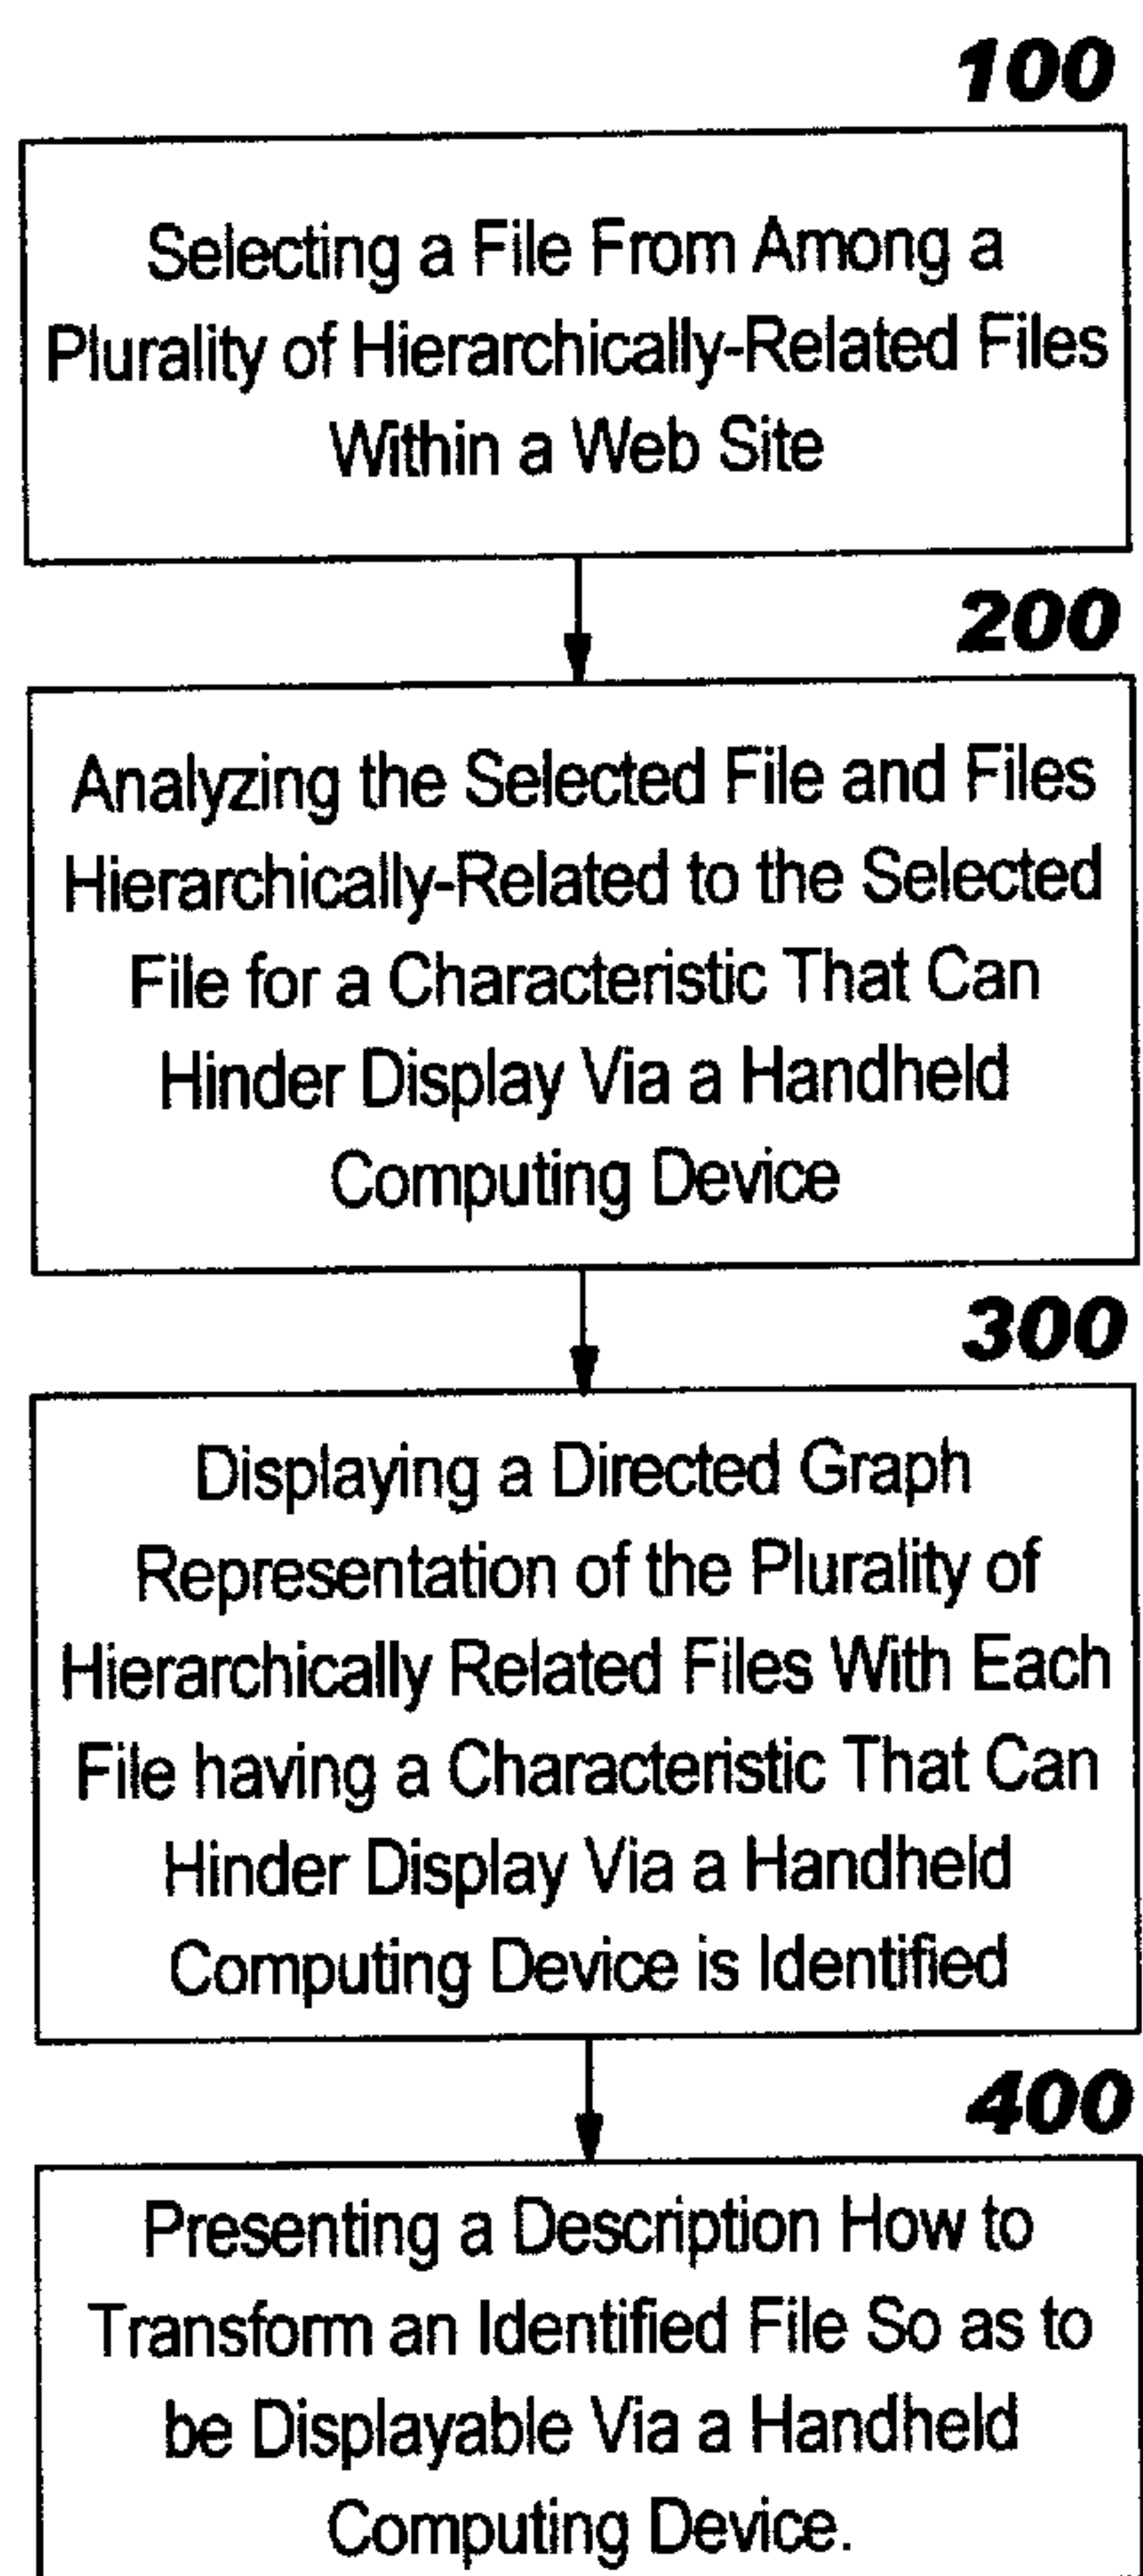 100
Selecting a File From Among a
Plurality of Hierarchically-Related Files
Within a Web Site
200
Analyzing the Selected File and Files
Hierarchically-Related to the Selected
File for a Characteristic That Can
Hinder Display Via a Handheld
Computing Device
300
Displaying a Directed Graph
Representation of the Plurality of
Hierarchically Related Files With Each
File having a Characteristic That Can
Hinder Display Via a Handheld
Computing Device is Identified
400
Presenting a Description How to
Transform an Identified File So as to
be Displayable Via a Handheld
Computing Device.